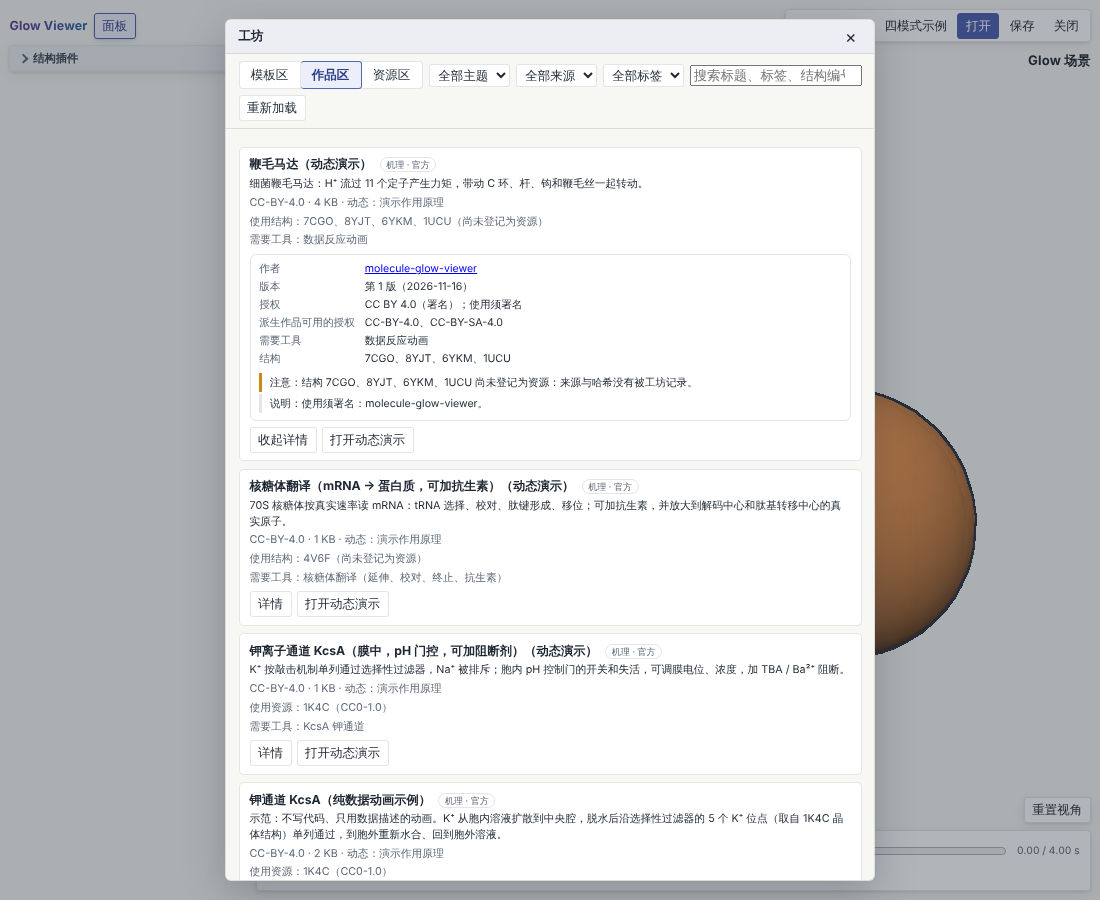 Glow Viewer 面板
结构插件
四模式示例 打开 保存 关闭
Glow 场景
工坊
模板区 作品区 资源区 全部主题 全部来源 全部标签 搜索标题、标签、结构编
重新加载
鞭毛马达（动态演示） 机理 · 官方
细菌鞭毛马达：H⁺ 流过 11 个定子产生力矩，带动 C 环、杆、钩和鞭毛丝一起转动。
CC-BY-4.0 · 4 KB · 动态：演示作用原理
使用结构：7CGO、8YJT、6YKM、1UCU（尚未登记为资源）
需要工具：数据反应动画
作者 molecule-glow-viewer
版本 第 1 版（2026-11-16）
授权 CC BY 4.0（署名）；使用须署名
派生作品可用的授权 CC-BY-4.0、CC-BY-SA-4.0
需要工具 数据反应动画
结构 7CGO、8YJT、6YKM、1UCU
注意：结构 7CGO、8YJT、6YKM、1UCU 尚未登记为资源：来源与哈希没有被工坊记录。
说明：使用须署名：molecule-glow-viewer。
收起详情 打开动态演示
核糖体翻译（mRNA → 蛋白质，可加抗生素）（动态演示） 机理 · 官方
70S 核糖体按真实速率读 mRNA：tRNA 选择、校对、肽键形成、移位；可加抗生素，并放大到解码中心和肽基转移中心的真
实原子。
CC-BY-4.0 · 1 KB · 动态：演示作用原理
使用结构：4V6F（尚未登记为资源）
需要工具：核糖体翻译（延伸、校对、终止、抗生素）
详情 打开动态演示
钾离子通道 KcsA（膜中，pH 门控，可加阻断剂）（动态演示） 机理 · 官方
K⁺ 按敲击机制单列通过选择性过滤器，Na⁺ 被排斥；胞内 pH 控制门的开关和失活，可调膜电位、浓度，加 TBA / Ba²⁺ 阻断。
CC-BY-4.0 · 1 KB · 动态：演示作用原理
使用资源：1K4C（CC0-1.0）
需要工具：KcsA 钾通道
详情 打开动态演示
钾通道 KcsA（纯数据动画示例） 机理 · 官方
示范：不写代码、只用数据描述的动画。K⁺ 从胞内溶液扩散到中央腔，脱水后沿选择性过滤器的 5 个 K⁺ 位点（取自 1K4C 晶
体结构）单列通过，到胞外重新水合、回到胞外溶液。
CC-BY-4.0 · 2 KB · 动态：演示作用原理
使用资源：1K4C（CC0-1.0）
重置视角
0.00 / 4.00 s